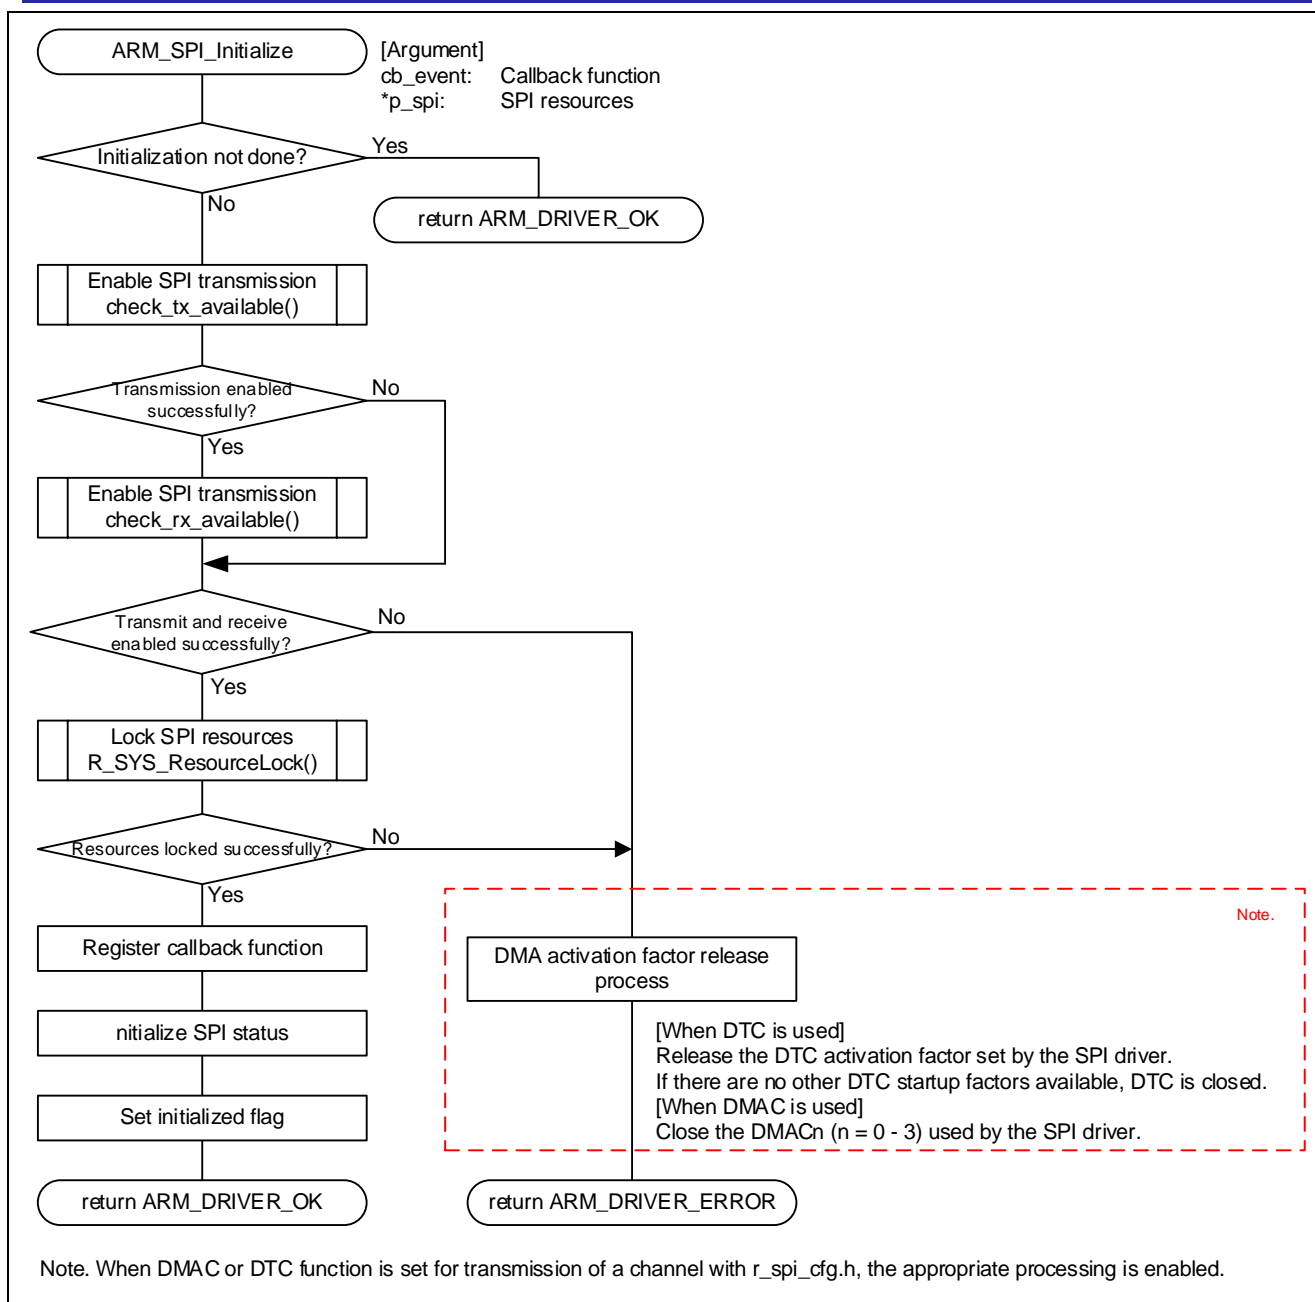 ARM_SPI_Initialize
[Argument]
cb_event: Callback function
*p_spi: SPI resources
Initialization not done?
Yes
No
return ARM_DRIVER_OK
Enable SPI transmission
check_tx_available()
Transmission enabled
successfully?
No
Yes
Enable SPI transmission
check_rx_available()
Transmit and receive
enabled successfully?
No
Yes
Lock SPI resources
R_SYS_ResourceLock()
Resources locked successfully?
No
Yes
Note.
Register callback function
DMA activation factor release
process
nitialize SPI status
[When DTC is used]
Release the DTC activation factor set by the SPI driver.
If there are no other DTC startup factors available, DTC is closed.
[When DMAC is used]
Close the DMACn (n = 0 - 3) used by the SPI driver.
Set initialized flag
return ARM_DRIVER_OK
return ARM_DRIVER_ERROR
Note. When DMAC or DTC function is set for transmission of a channel with r_spi_cfg.h, the appropriate processing is enabled.